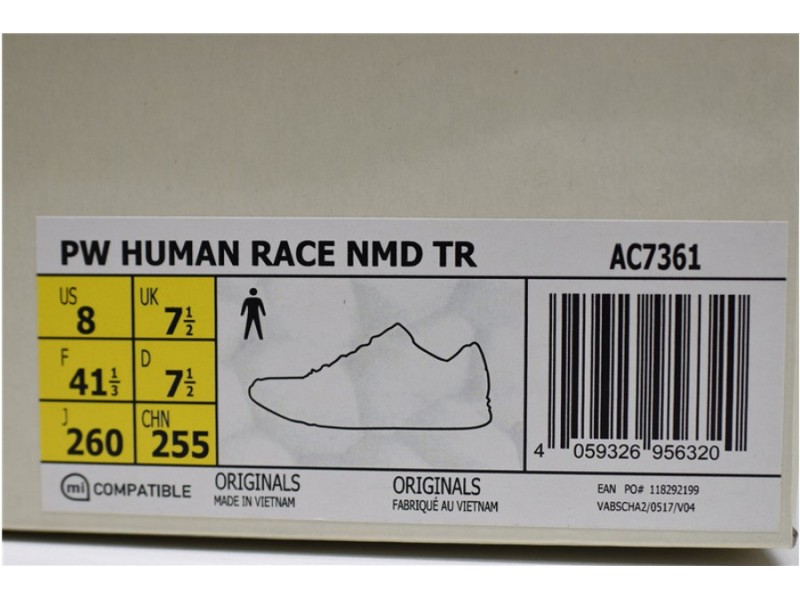 PW HUMAN RACE NMD TR AC7361
US 8 UK 7½
F 41⅓ D 7½
J 260 CHN 255
4 059326 956320
mi COMPATIBLE
ORIGINALS
MADE IN VIETNAM
ORIGINALS
FABRIQUÉ AU VIETNAM
EAN PO# 118292199
VABSCHA2/0517/V04